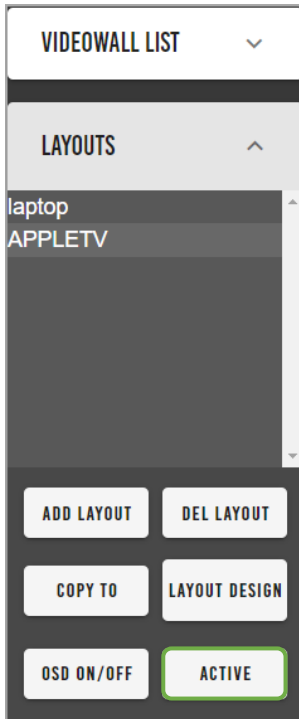 VIDEOWALL LIST
LAYOUTS
laptop
APPLETV
ADD LAYOUT
DEL LAYOUT
COPY TO
LAYOUT DESIGN
OSD ON/OFF
ACTIVE